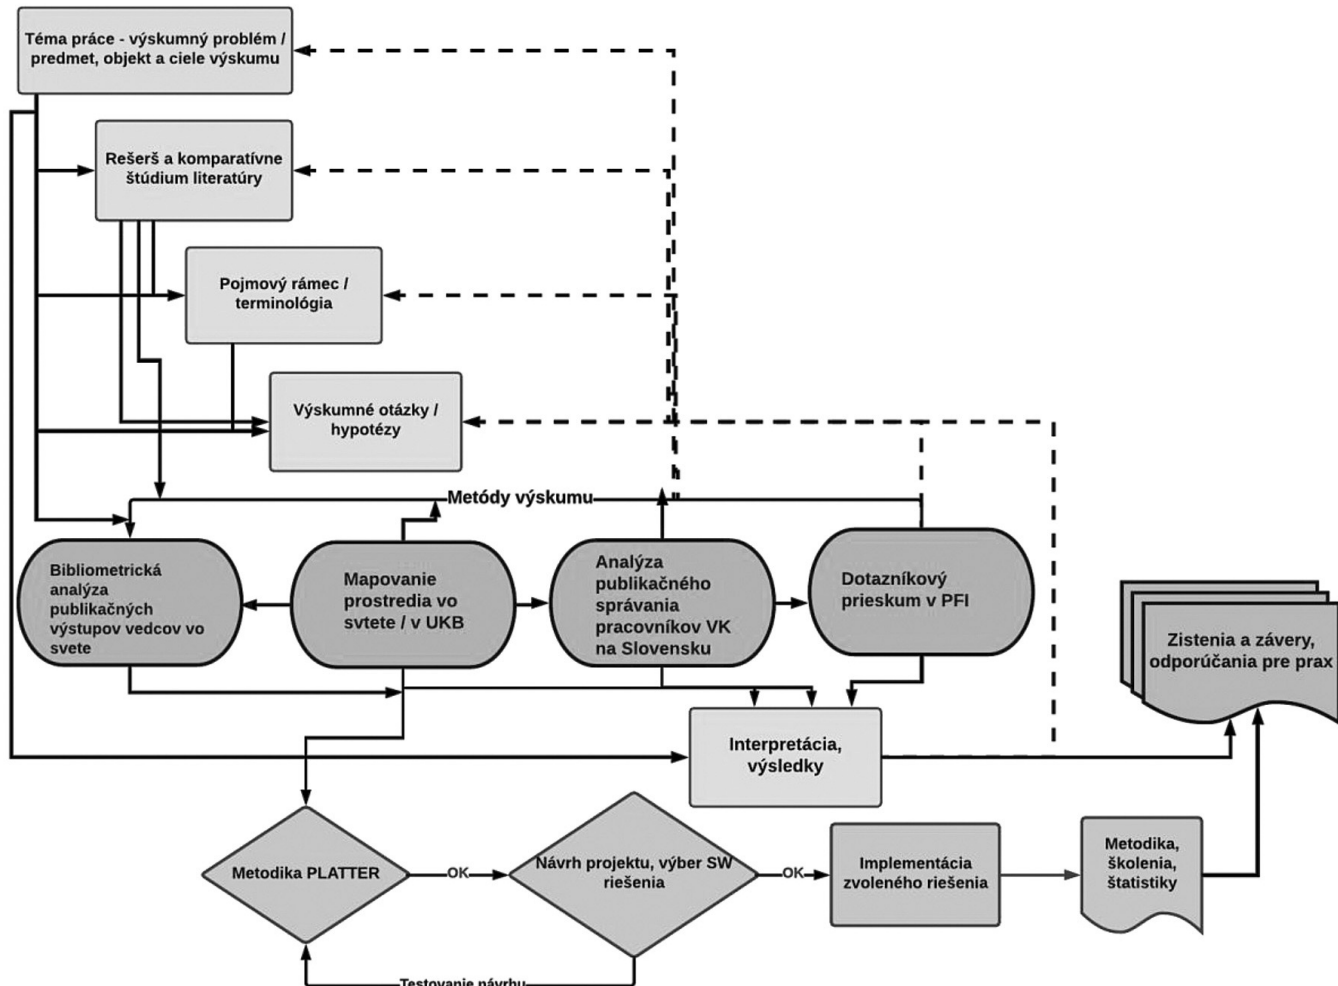 Téma práce - výskumný problém /
predmet, objekt a ciele výskumu
Rešerš a komparatívne
štúdium literatúry
Pojmový rámec /
terminológia
Výskumné otázky /
hypotézy
Metódy výskumu
Bibliometrická
analýza
publikačných
výstupov vedcov vo
svete
Mapovanie
prostredia vo
svtete / v UKB
Analýza
publikačného
správania
pracovníkov VK
na Slovensku
Dotazníkový
prieskum v PFI
Zistenia a závery,
odporúčania pre prax
Interpretácia,
výsledky
Metodika PLATTER
OK
Návrh projektu, výber SW
riešenia
OK
Implementácia
zvoleného riešenia
Metodika,
školenia,
štatistiky
Testovanie návrhu